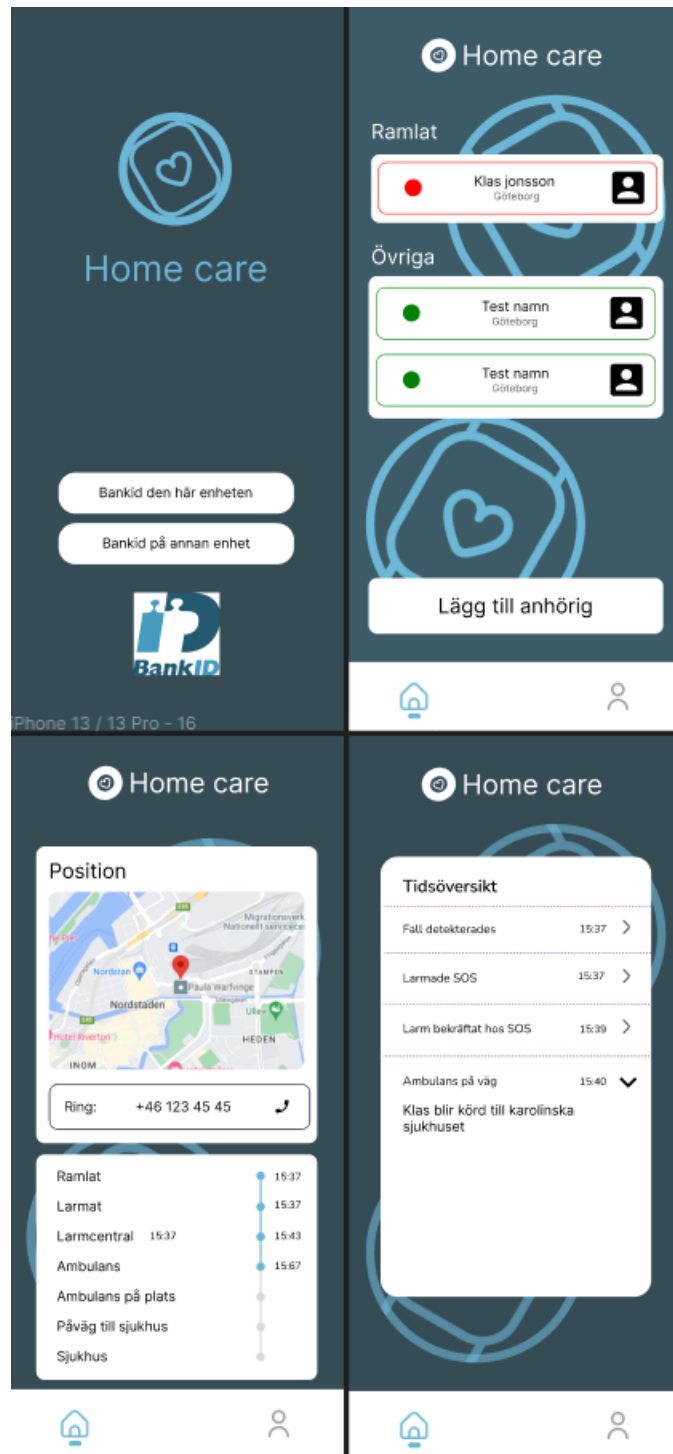 Home care
Bankid den här enheten
Bankid på annan enhet
BankID
iPhone 13 / 13 Pro - 16
Home care
Ramlat
Klas jonsson
Göteborg
Övriga
Test namn
Göteborg
Test namn
Göteborg
Lägg till anhörig
Home care
Position
Migrationsverk
Nationellt servicece
Nordstan
STAMPEN
Paula Warfvinge
Nordstaden
Ullev
Hotel Riverton
HEDEN
INOM
Ring: +46 123 45 45
Ramlat 15:37
Larmat 15:37
Larmcentral 15:37 15:43
Ambulans 15:67
Ambulans på plats
Påväg till sjukhus
Sjukhus
Home care
Tidsöversikt
Fall detekterades 15:37
Larmade SOS 15:37
Larm bekräftat hos SOS 15:39
Ambulans på väg 15:40
Klas blir körd till karolinska
sjukhuset